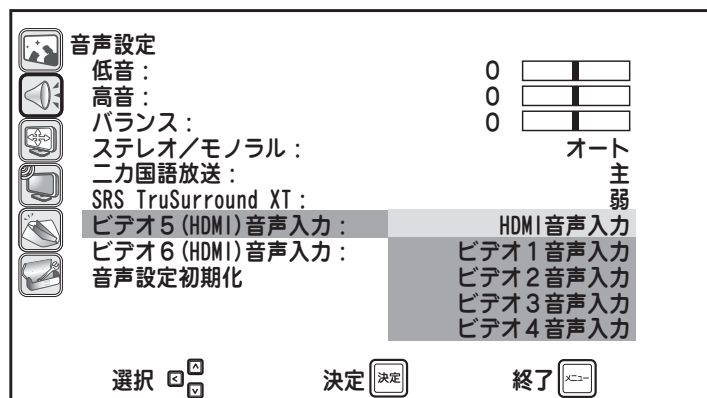 音声設定
低音： 0
高音： 0
バランス： 0
ステレオ／モノラル： オート
二カ国語放送： 主
SRS TruSurround XT： 弱
ビデオ5(HDMI)音声入力： HDMI音声入力
ビデオ6(HDMI)音声入力： ビデオ1音声入力
音声設定初期化 ビデオ2音声入力
ビデオ3音声入力
ビデオ4音声入力
選択 決定 決定 終了 メニュー